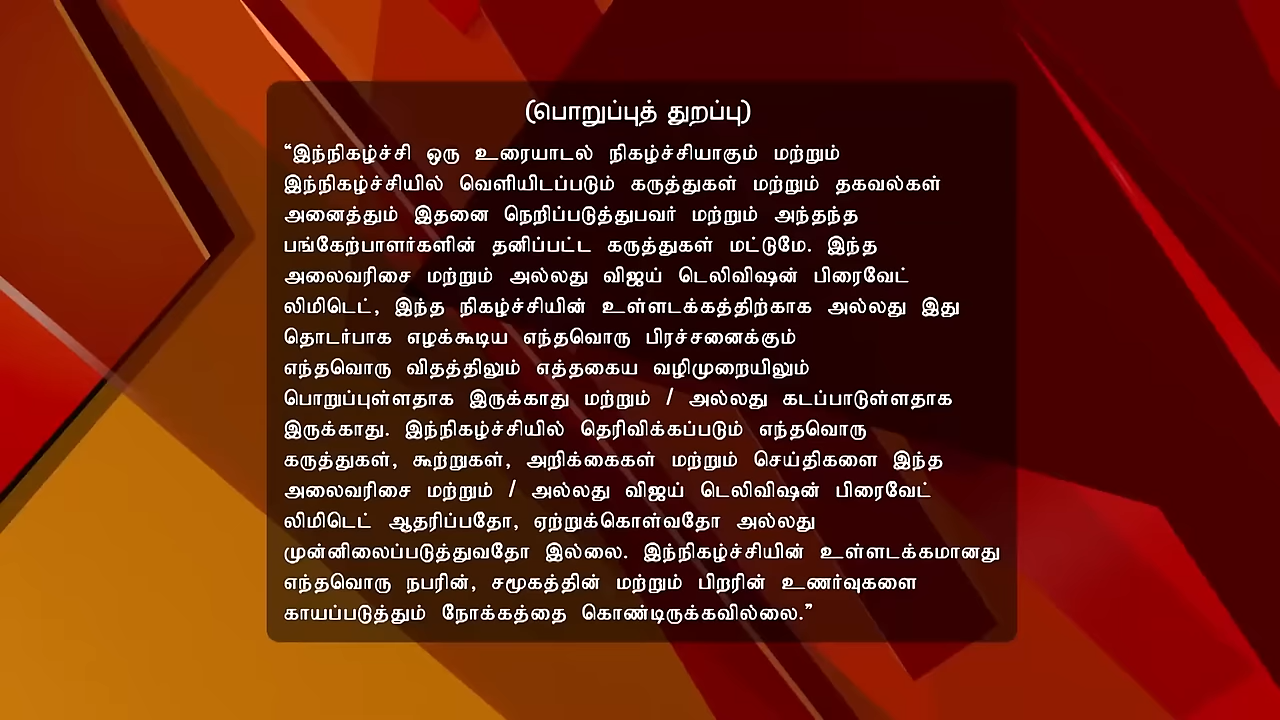 (பொறுப்புத் துறப்பு)
“இந்நிகழ்ச்சி ஒரு உரையாடல் நிகழ்ச்சியாகும் மற்றும்
இந்நிகழ்ச்சியில் வெளியிடப்படும் கருத்துகள் மற்றும் தகவல்கள்
அனைத்தும் இதனை நெறிப்படுத்துபவர் மற்றும் அந்தந்த
பங்கேற்பாளர்களின் தனிப்பட்ட கருத்துகள் மட்டுமே. இந்த
அலைவரிசை மற்றும் அல்லது விஜய் டெலிவிஷன் பிரைவேட்
லிமிடெட், இந்த நிகழ்ச்சியின் உள்ளடக்கத்திற்காக அல்லது இது
தொடர்பாக எழக்கூடிய எந்தவொரு பிரச்சனைக்கும்
எந்தவொரு விதத்திலும் எத்தகைய வழிமுறையிலும்
பொறுப்புள்ளதாக இருக்காது மற்றும் / அல்லது கடப்பாடுள்ளதாக
இருக்காது. இந்நிகழ்ச்சியில் தெரிவிக்கப்படும் எந்தவொரு
கருத்துகள், கூற்றுகள், அறிக்கைகள் மற்றும் செய்திகளை இந்த
அலைவரிசை மற்றும் / அல்லது விஜய் டெலிவிஷன் பிரைவேட்
லிமிடெட் ஆதரிப்பதோ, ஏற்றுக்கொள்வதோ அல்லது
முன்னிலைப்படுத்துவதோ இல்லை. இந்நிகழ்ச்சியின் உள்ளடக்கமானது
எந்தவொரு நபரின், சமூகத்தின் மற்றும் பிறரின் உணர்வுகளை
காயப்படுத்தும் நோக்கத்தை கொண்டிருக்கவில்லை.”